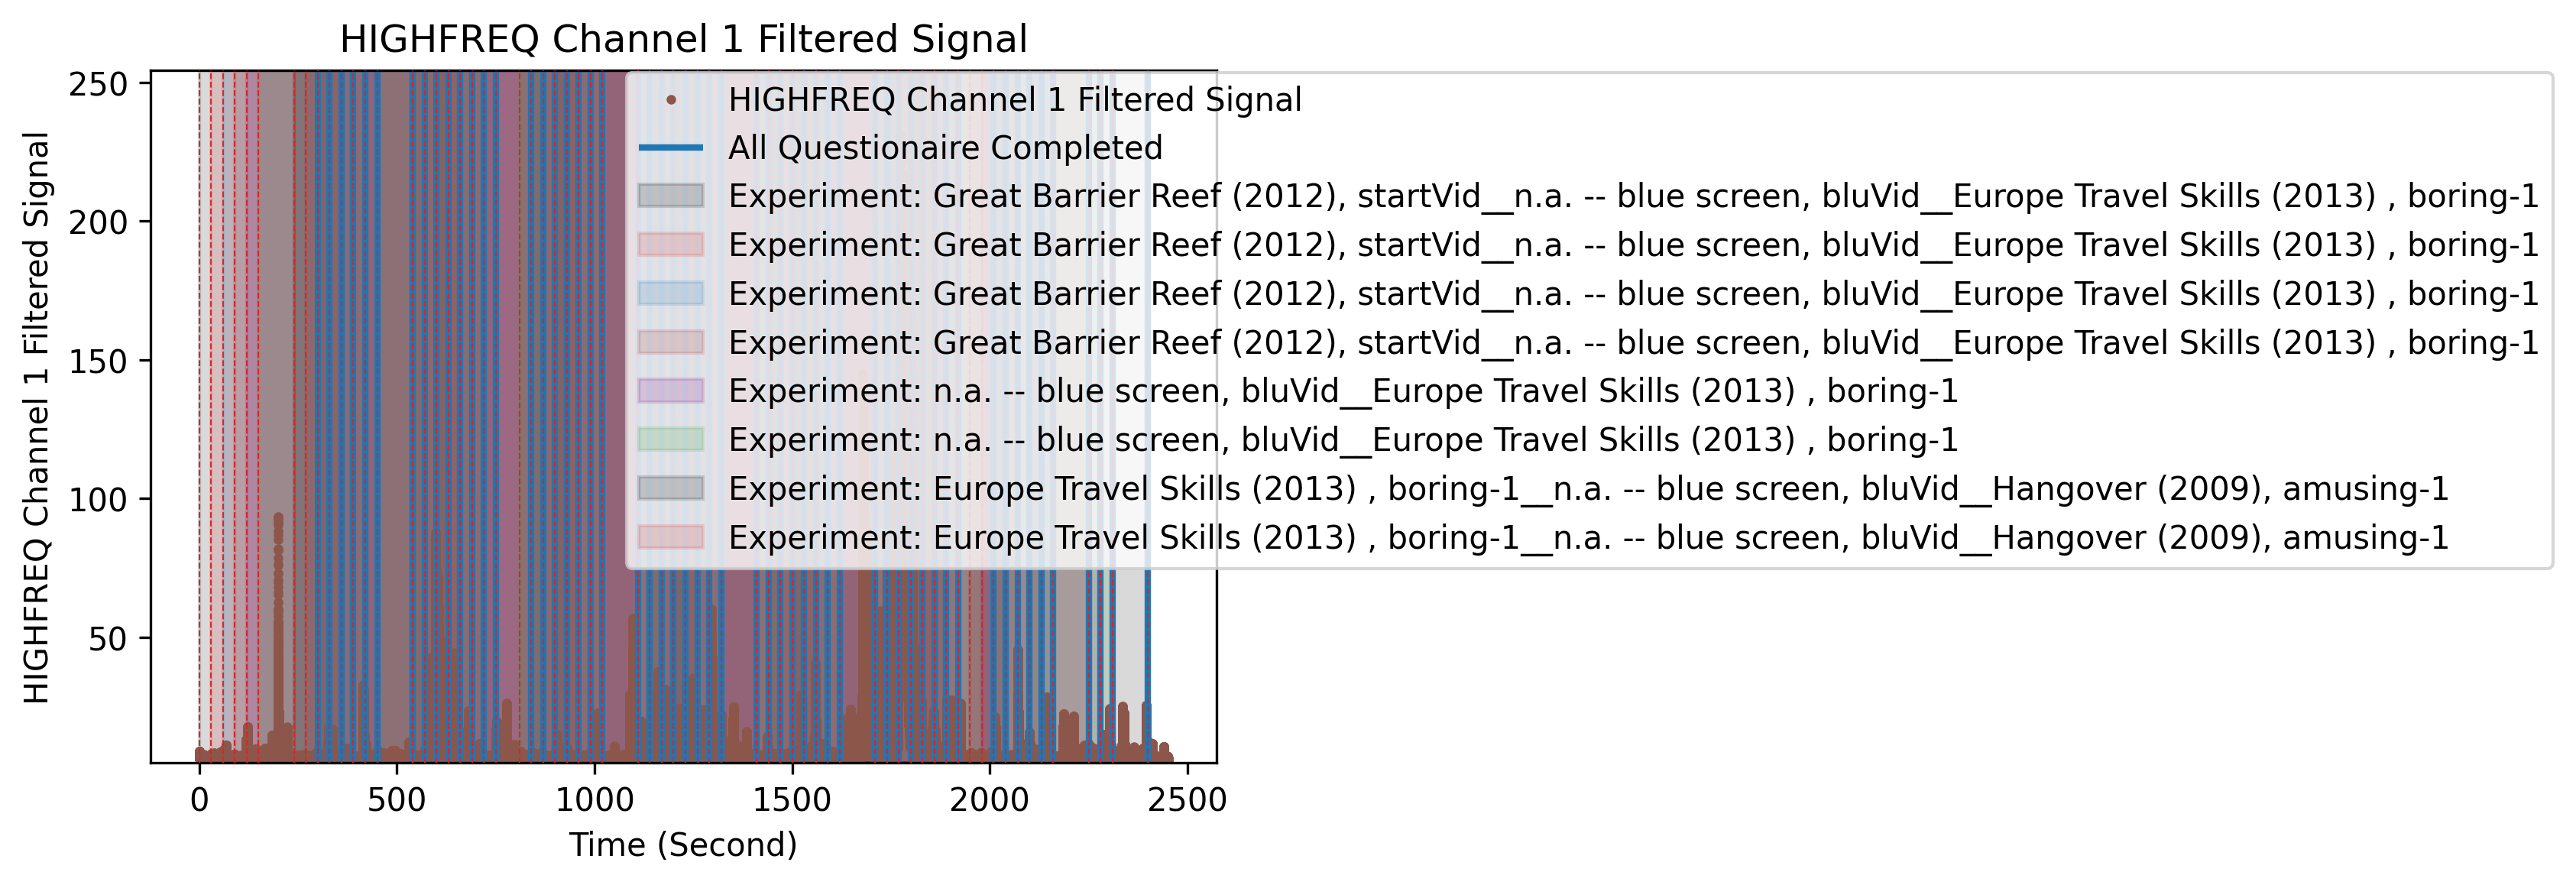 HIGHFREQ Channel 1 Filtered Signal
250
200
150
100
50
HIGHFREQ Channel 1 Filtered Signal
HIGHFREQ Channel 1 Filtered Signal
All Questionaire Completed
Experiment: Great Barrier Reef (2012), startVid__n.a. -- blue screen, bluVid__Europe Travel Skills (2013) , boring-1
Experiment: Great Barrier Reef (2012), startVid__n.a. -- blue screen, bluVid__Europe Travel Skills (2013) , boring-1
Experiment: Great Barrier Reef (2012), startVid__n.a. -- blue screen, bluVid__Europe Travel Skills (2013) , boring-1
Experiment: Great Barrier Reef (2012), startVid__n.a. -- blue screen, bluVid__Europe Travel Skills (2013) , boring-1
Experiment: n.a. -- blue screen, bluVid__Europe Travel Skills (2013) , boring-1
Experiment: n.a. -- blue screen, bluVid__Europe Travel Skills (2013) , boring-1
Experiment: Europe Travel Skills (2013) , boring-1__n.a. -- blue screen, bluVid__Hangover (2009), amusing-1
Experiment: Europe Travel Skills (2013) , boring-1__n.a. -- blue screen, bluVid__Hangover (2009), amusing-1
0 500 1000 1500 2000 2500
Time (Second)